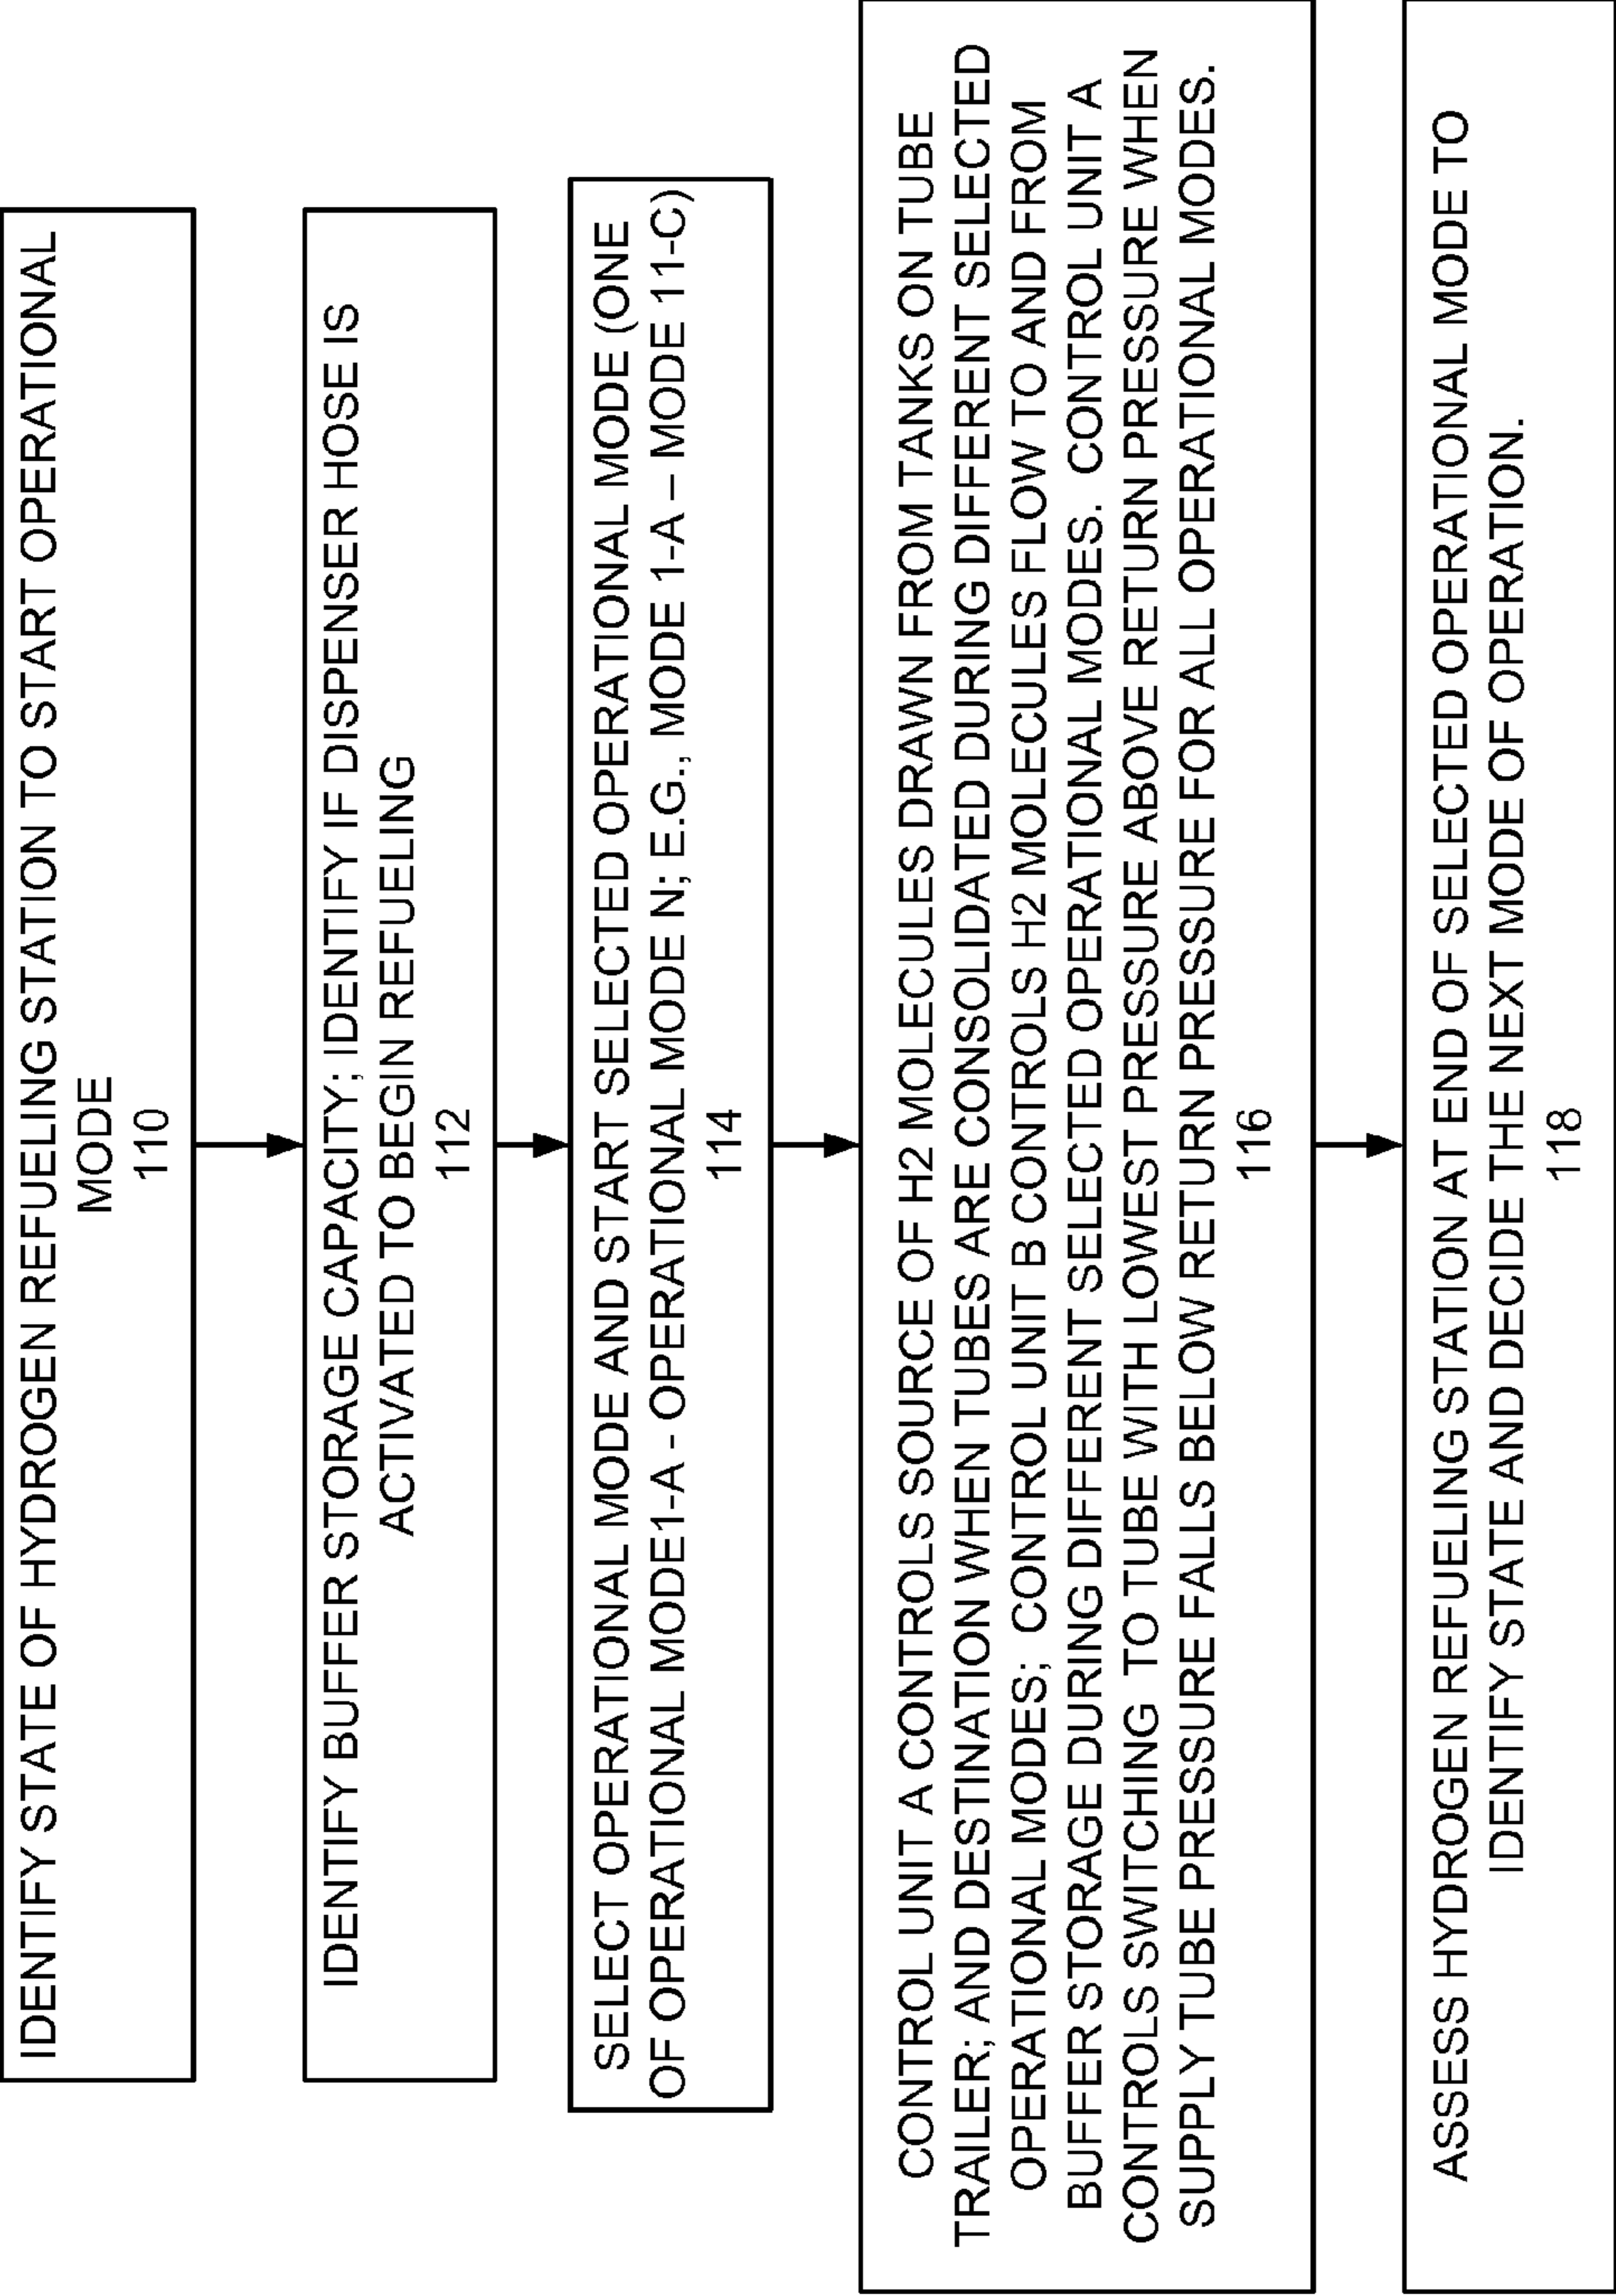 IDENTIFY STATE OF HYDROGEN REFUELING STATION TO START OPERATIONAL
MODE
110
IDENTIFY BUFFER STORAGE CAPACITY; IDENTIFY IF DISPENSER HOSE IS
ACTIVATED TO BEGIN REFUELING
112
SELECT OPERATIONAL MODE AND START SELECTED OPERATIONAL MODE (ONE
OF OPERATIONAL MODE1-A - OPERATIONAL MODE N; E.G., MODE 1-A – MODE 11-C)
114
CONTROL UNIT A CONTROLS SOURCE OF H2 MOLECULES DRAWN FROM TANKS ON TUBE
TRAILER; AND DESTINATION WHEN TUBES ARE CONSOLIDATED DURING DIFFERENT SELECTED
OPERATIONAL MODES; CONTROL UNIT B CONTROLS H2 MOLECULES FLOW TO AND FROM
BUFFER STORAGE DURING DIFFERENT SELECTED OPERATIONAL MODES. CONTROL UNIT A
CONTROLS SWITCHING TO TUBE WITH LOWEST PRESSURE ABOVE RETURN PRESSURE WHEN
SUPPLY TUBE PRESSURE FALLS BELOW RETURN PRESSURE FOR ALL OPERATIONAL MODES.
116
ASSESS HYDROGEN REFUELING STATION AT END OF SELECTED OPERATIONAL MODE TO
IDENTIFY STATE AND DECIDE THE NEXT MODE OF OPERATION.
118